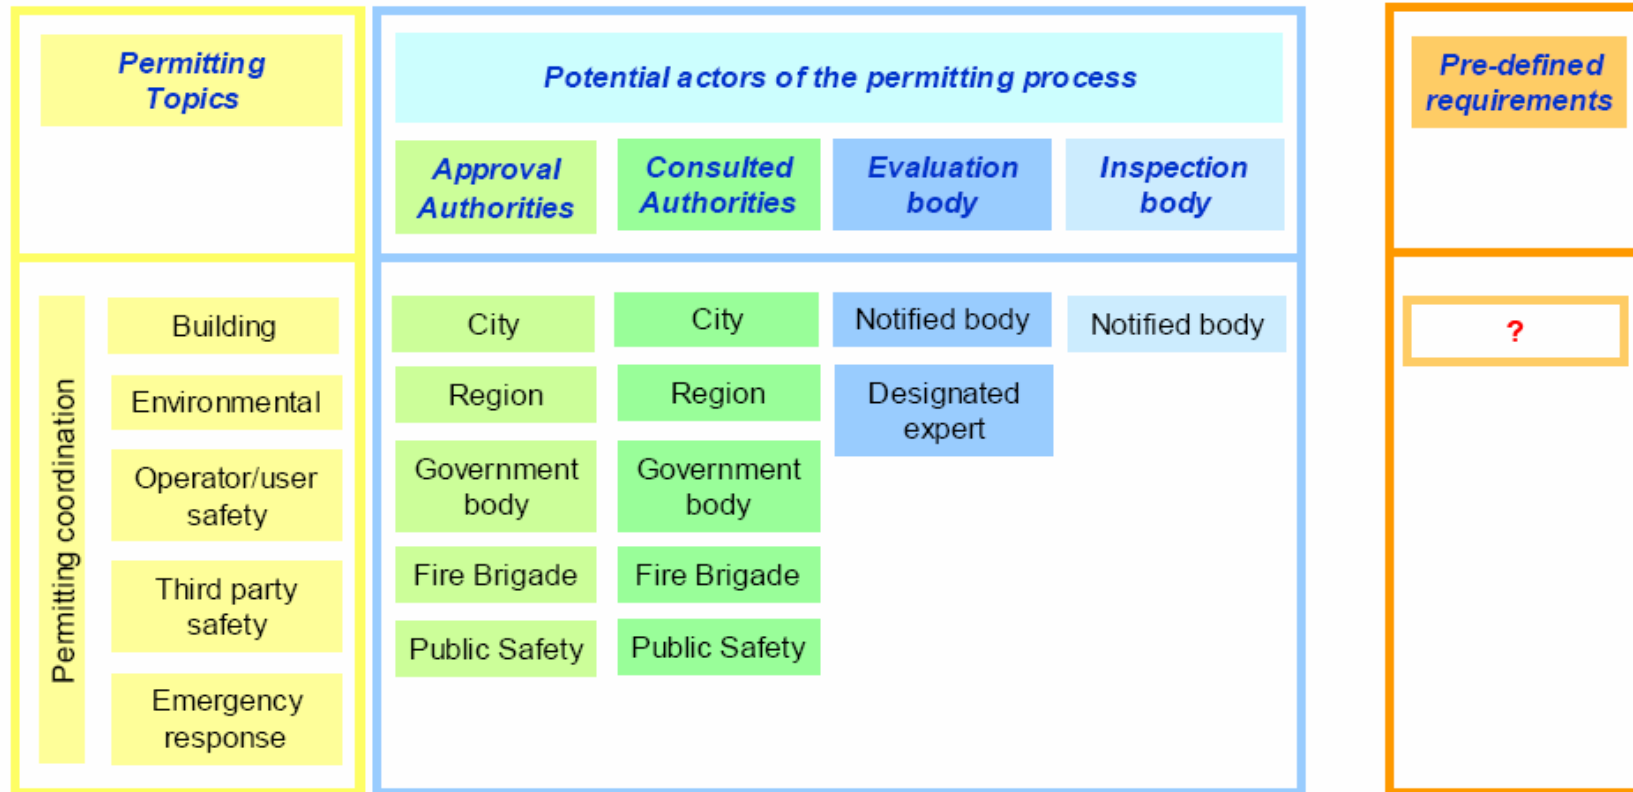 Permitting
Topics
Potential actors of the permitting process
Pre-defined
requirements
Approval
Authorities
Consulted
Authorities
Evaluation
body
Inspection
body
Permitting coordination
Building
Environmental
Operator/user
safety
Third party
safety
Emergency
response
City
Region
Government
body
Fire Brigade
Public Safety
City
Region
Government
body
Fire Brigade
Public Safety
Notified body
Designated
expert
Notified body
?